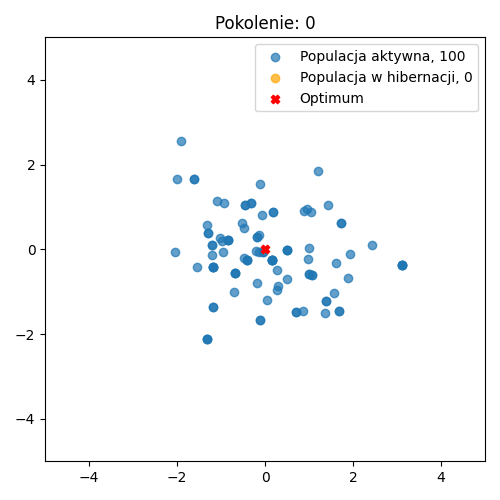 Pokolenie: 0
Populacja aktywna, 100
Populacja w hibernacji, 0
Optimum
4
2
0
−2
−4
−4 −2 0 2 4